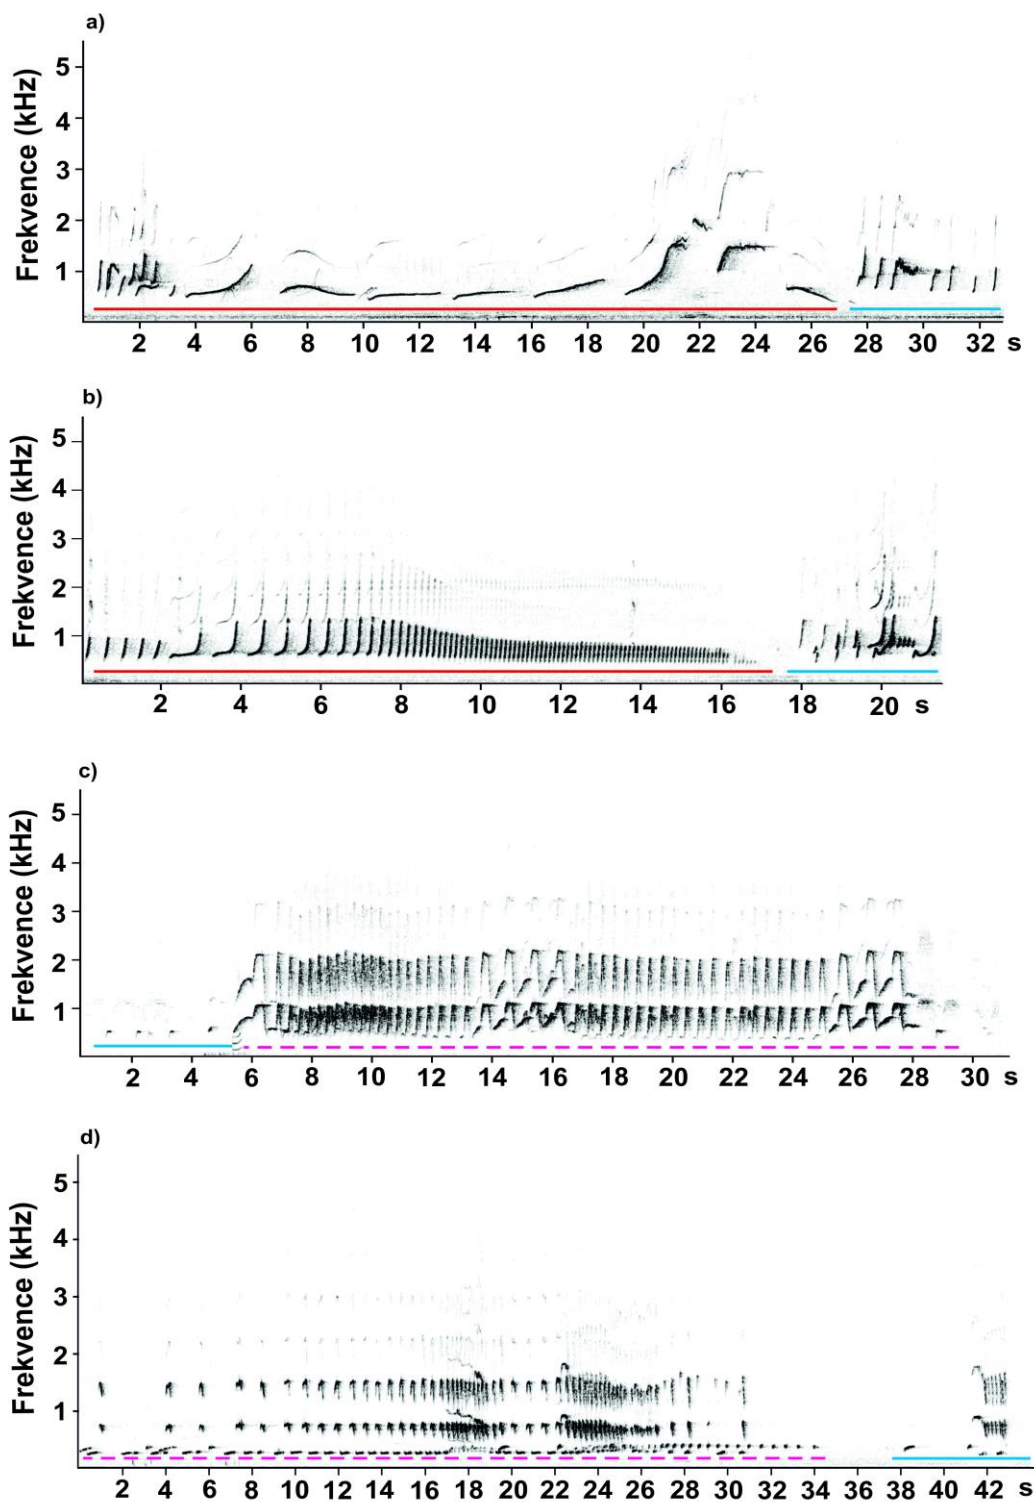 a)
Frekvence (kHz)
5
4
3
2
1
2 4 6 8 10 12 14 16 18 20 22 24 26 28 30 32 s
b)
Frekvence (kHz)
5
4
3
2
1
2 4 6 8 10 12 14 16 18 20 s
c)
Frekvence (kHz)
5
4
3
2
1
2 4 6 8 10 12 14 16 18 20 22 24 26 28 30 s
d)
Frekvence (kHz)
5
4
3
2
1
2 4 6 8 10 12 14 16 18 20 22 24 26 28 30 32 34 36 38 40 42 s